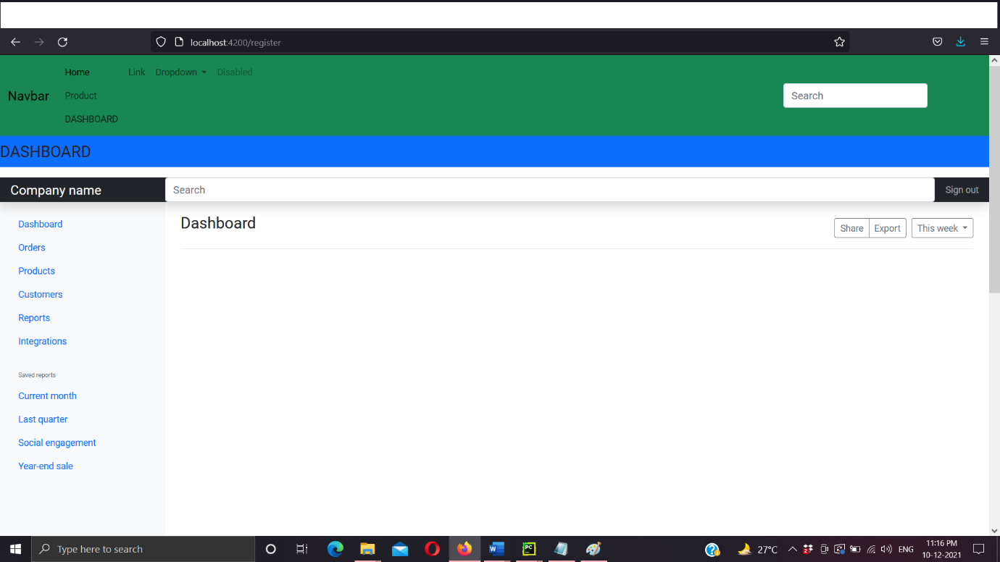 localhost:4200/register
Home Link Dropdown Disabled
Navbar Product Search
DASHBOARD
DASHBOARD
Company name Search Sign out
Dashboard
Share Export This week
Dashboard
Orders
Products
Customers
Reports
Integrations
Saved reports
Current month
Last quarter
Social engagement
Year-end sale
Type here to search
27°C
ENG
11:16 PM
10-12-2021